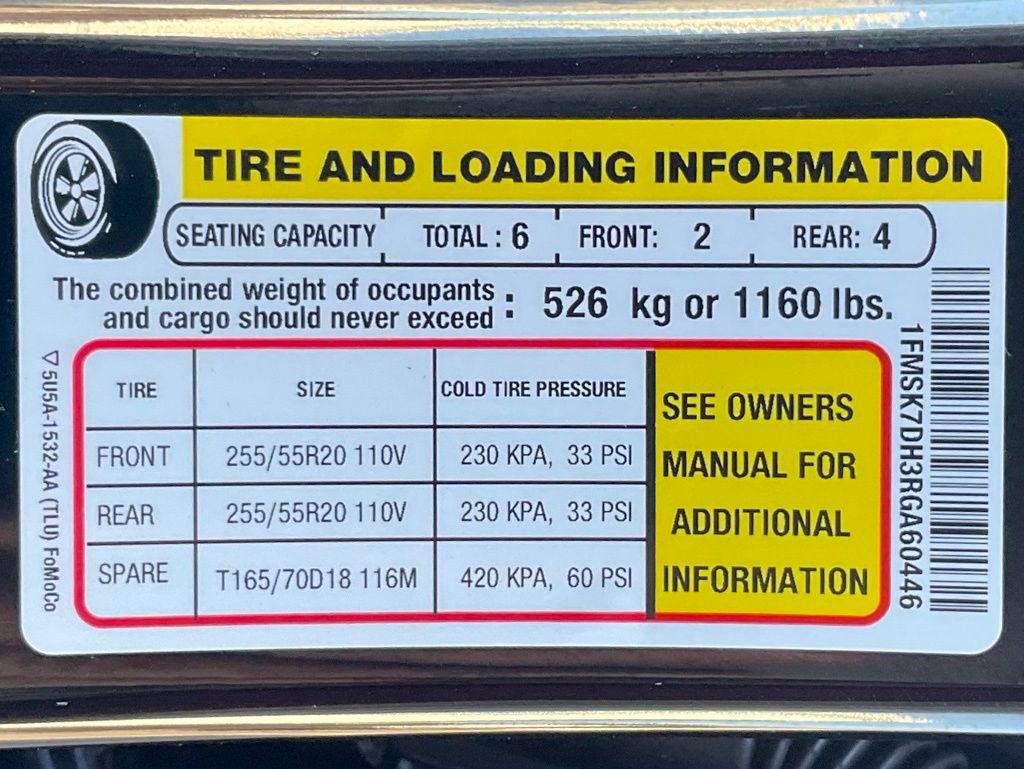 TIRE AND LOADING INFORMATION
SEATING CAPACITY TOTAL : 6 FRONT: 2 REAR: 4
The combined weight of occupants
and cargo should never exceed : 526 kg or 1160 lbs.
TIRE SIZE COLD TIRE PRESSURE
FRONT 255/55R20 110V 230 KPA, 33 PSI
REAR 255/55R20 110V 230 KPA, 33 PSI
SPARE T165/70D18 116M 420 KPA, 60 PSI
SEE OWNERS
MANUAL FOR
ADDITIONAL
INFORMATION
1FMSK7DH3RGA60446
5U5A-1532-AA (TLU) FoMoCo